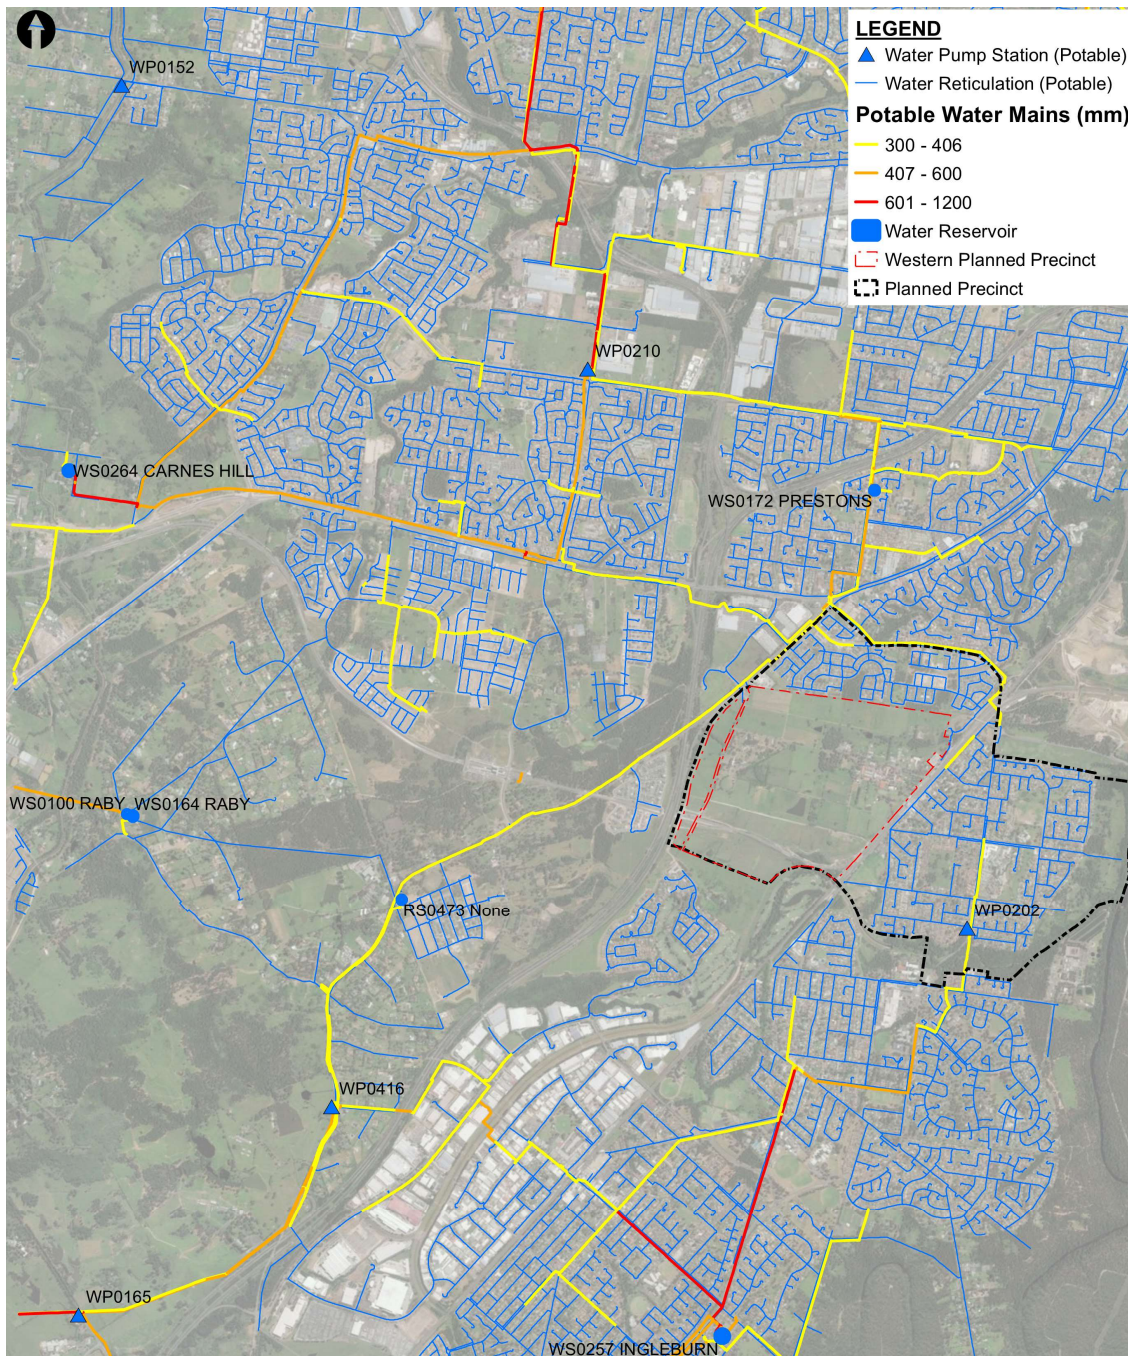 LEGEND
Water Pump Station (Potable)
Water Reticulation (Potable)
Potable Water Mains (mm)
300 - 406
407 - 600
601 - 1200
Water Reservoir
Western Planned Precinct
Planned Precinct
WP0152
WP0210
WS0264 CARNES HILL
WS0172 PRESTONS
WS0100 RABY
WS0164 RABY
RS0473 None
WP0202
WP0416
WP0165
WS0257 INGLEBURN